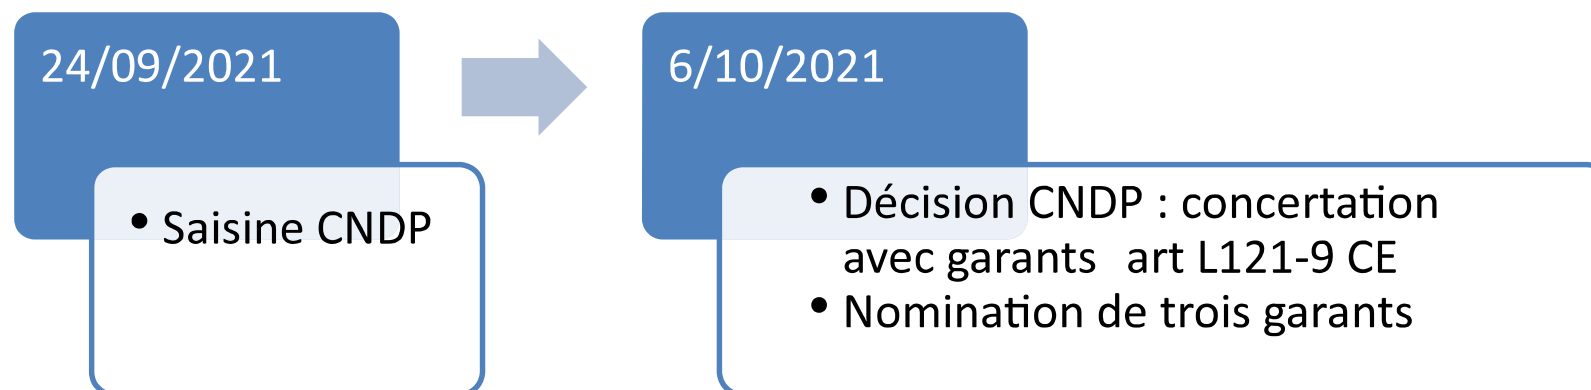 24/09/2021
• Saisine CNDP
6/10/2021
• Décision CNDP : concertation
avec garants art L121-9 CE
• Nomination de trois garants